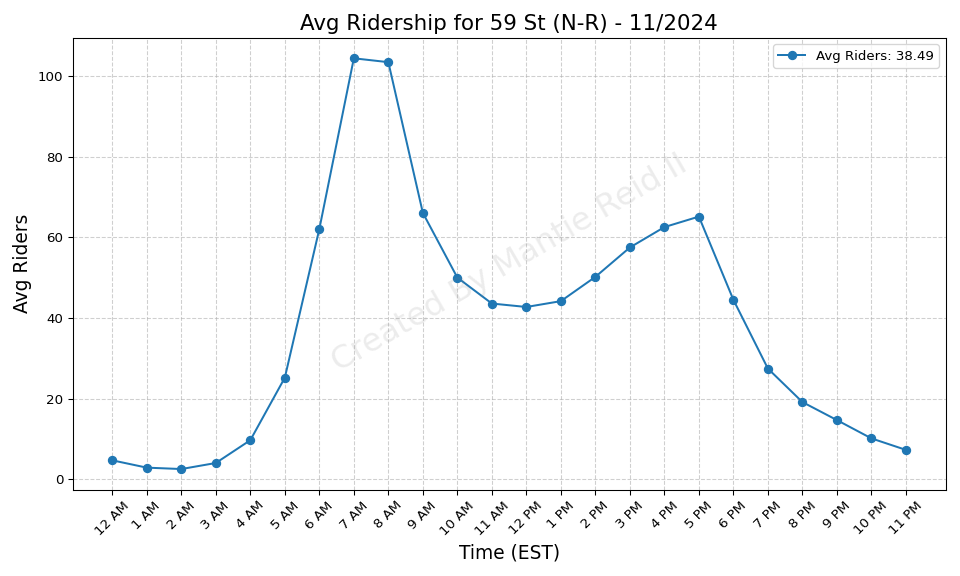 Avg Ridership for 59 St (N-R) - 11/2024
Avg Riders: 38.49
Avg Riders
100
80
60
40
20
0
Created By Mantie Reid II
12 AM 1 AM 2 AM 3 AM 4 AM 5 AM 6 AM 7 AM 8 AM 9 AM 10 AM 11 AM 12 PM 1 PM 2 PM 3 PM 4 PM 5 PM 6 PM 7 PM 8 PM 9 PM 10 PM 11 PM
Time (EST)